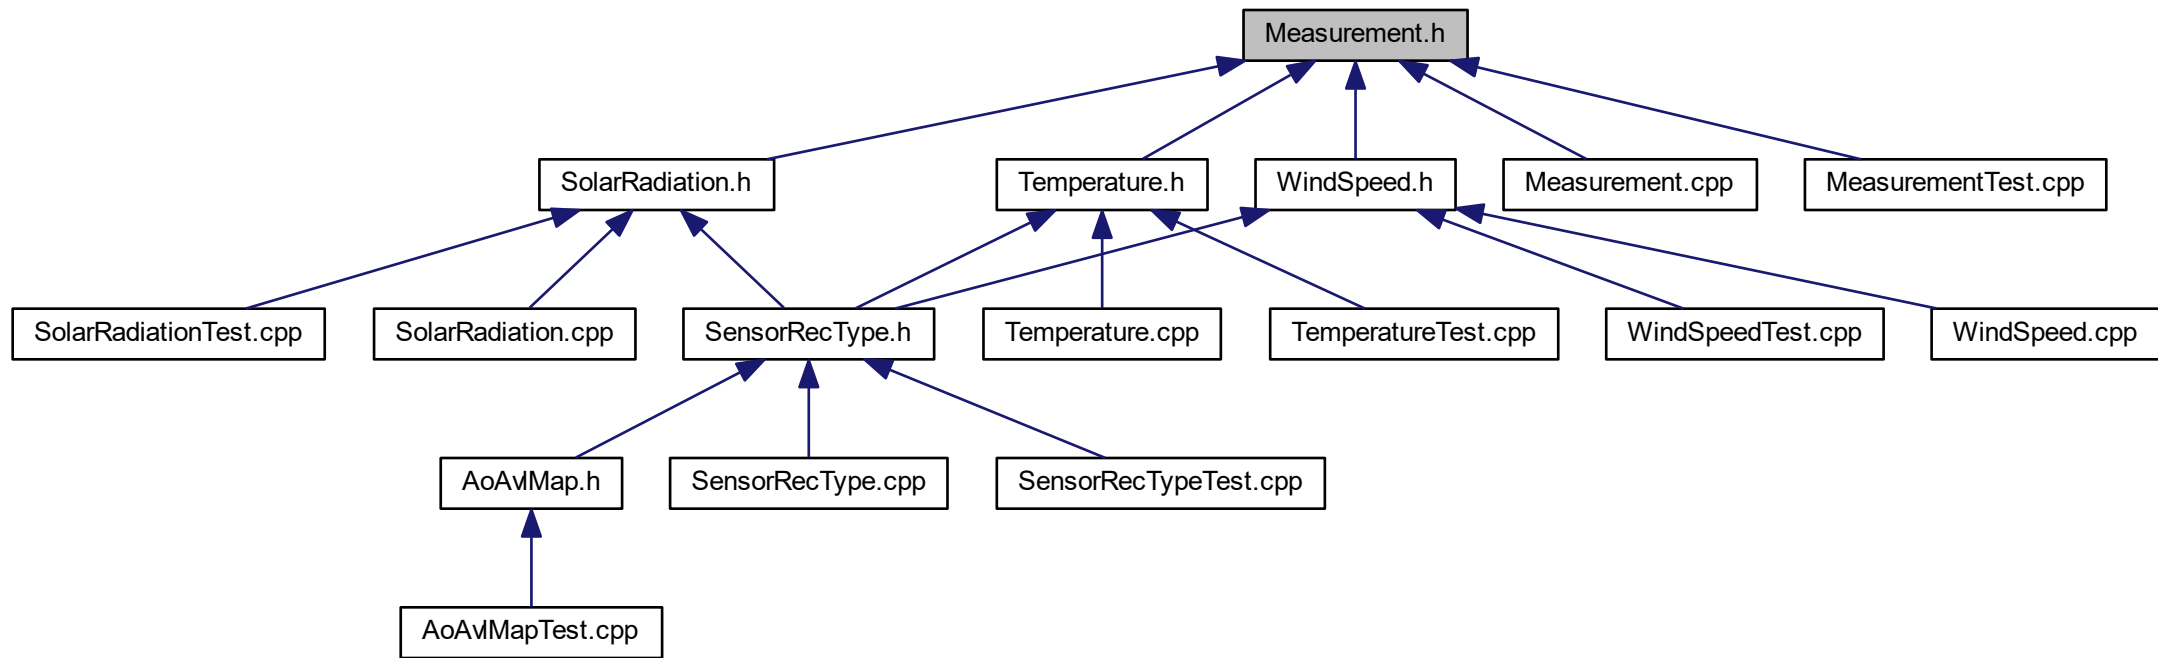 Measurement.h
SolarRadiation.h
Temperature.h
WindSpeed.h
Measurement.cpp
MeasurementTest.cpp
SolarRadiationTest.cpp
SolarRadiation.cpp
SensorRecType.h
Temperature.cpp
TemperatureTest.cpp
WindSpeedTest.cpp
WindSpeed.cpp
AoAvlMap.h
SensorRecType.cpp
SensorRecTypeTest.cpp
AoAvlMapTest.cpp